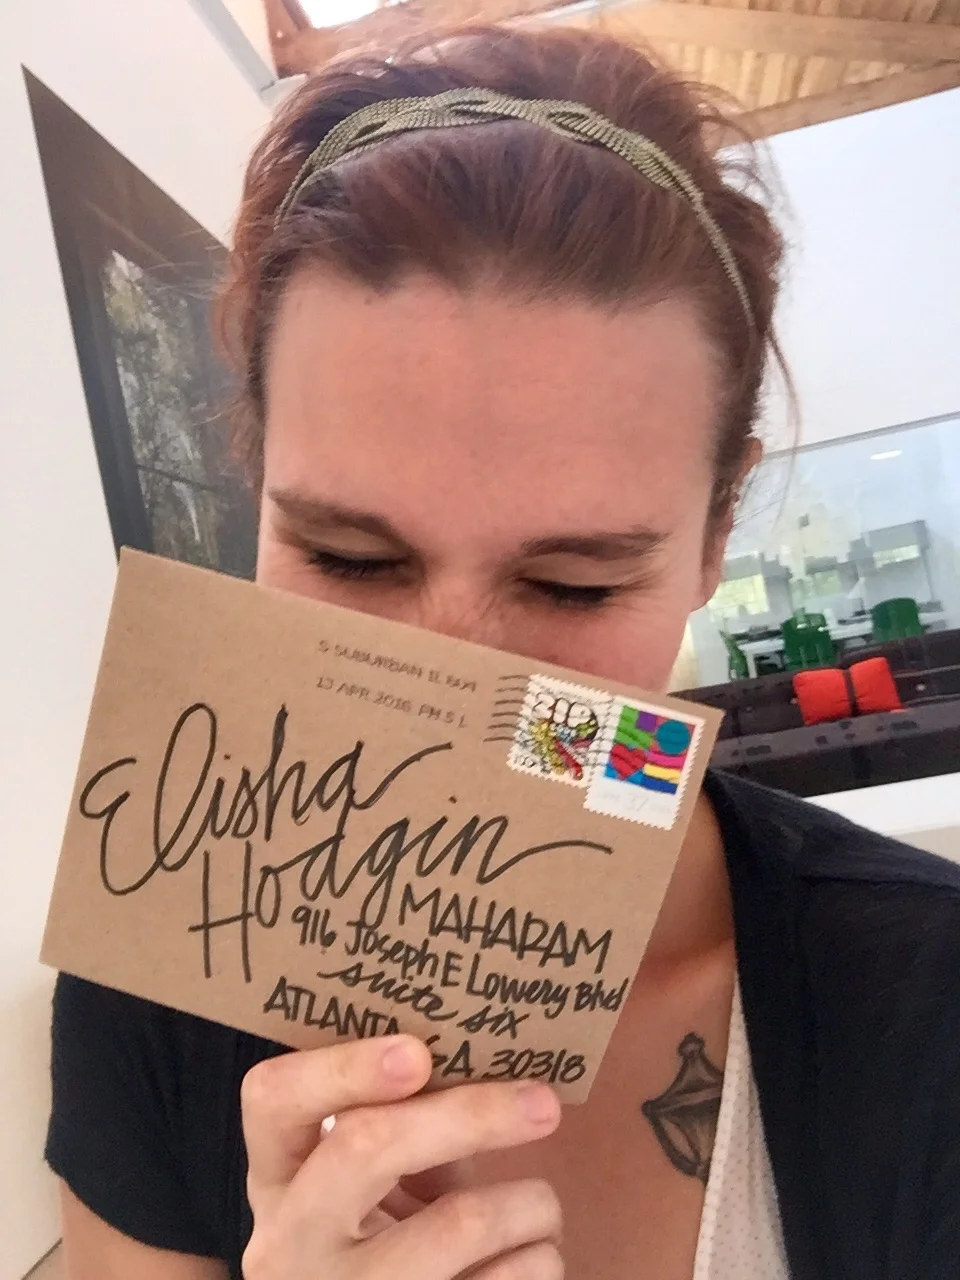 S SUBURBAN IL 604
13 APR 2016 PM 5 L
Elisha
Hodgin
MAHARAM
916 Joseph E Lowery Blvd
suite six
ATLANTA GA 30318
37